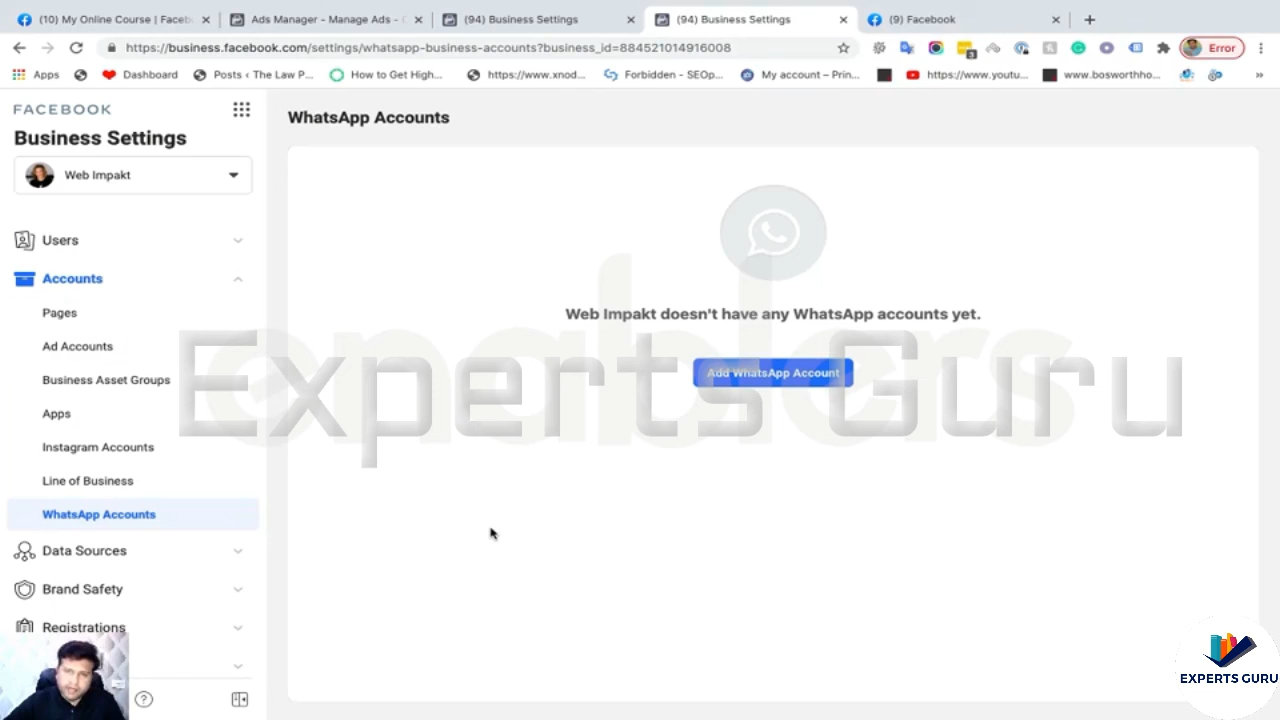 (10) My Online Course | Faceb
Ads Manager - Manage Ads -
(94) Business Settings
(94) Business Settings
(9) Facebook
https://business.facebook.com/settings/whatsapp-business-accounts?business_id=884521014916008
3
Error
Apps
Dashboard
Posts ‹ The Law P...
How to Get High...
https://www.xnod...
Forbidden - SEOp...
My account – Prin...
https://www.youtu...
www.bosworthho...
»
FACEBOOK
Business Settings
Web Impakt
Users
Accounts
Pages
Ad Accounts
Business Asset Groups
Apps
Instagram Accounts
Line of Business
WhatsApp Accounts
Data Sources
Brand Safety
Registrations
WhatsApp Accounts
Web Impakt doesn't have any WhatsApp accounts yet.
Add WhatsApp Account
enablers
Experts Guru
EXPERTS GURU